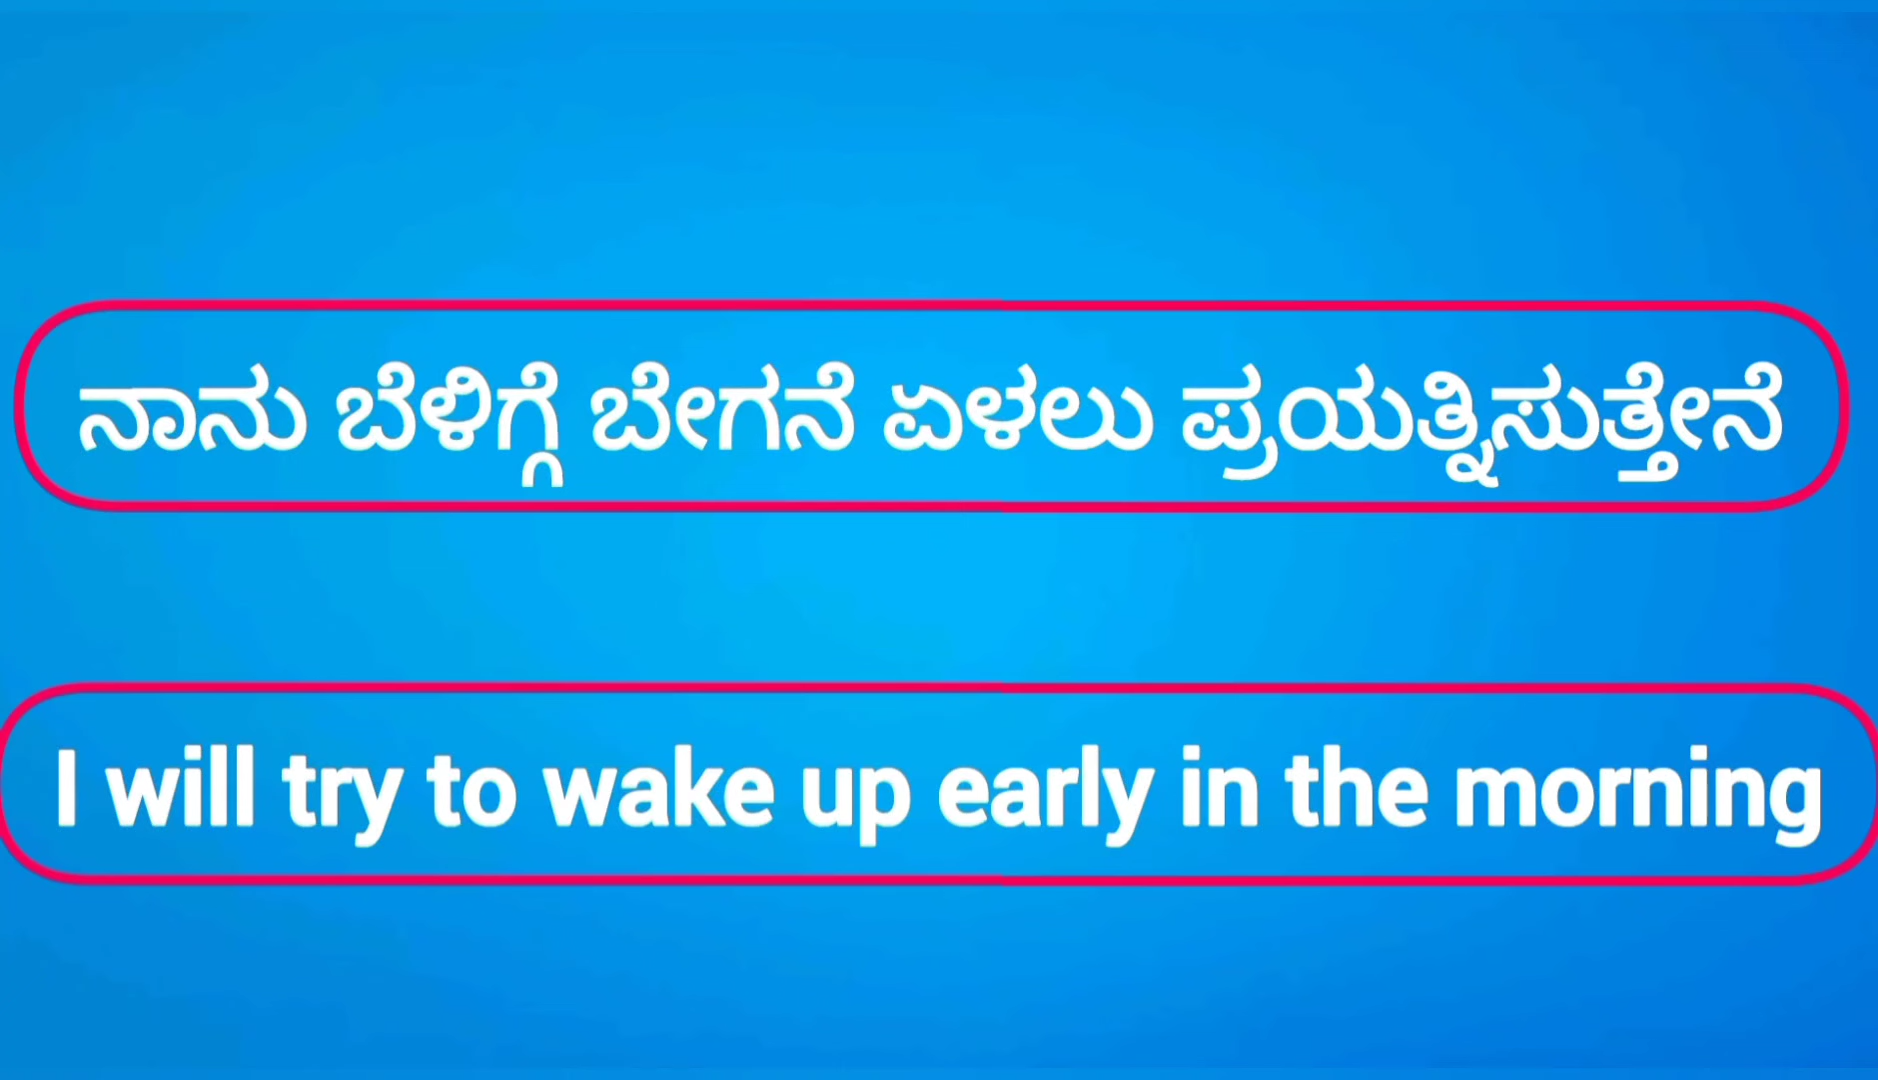 ನಾನು ಬೆಳಿಗ್ಗೆ ಬೇಗನೆ ಏಳಲು ಪ್ರಯತ್ನಿಸುತ್ತೇನೆ
I will try to wake up early in the morning